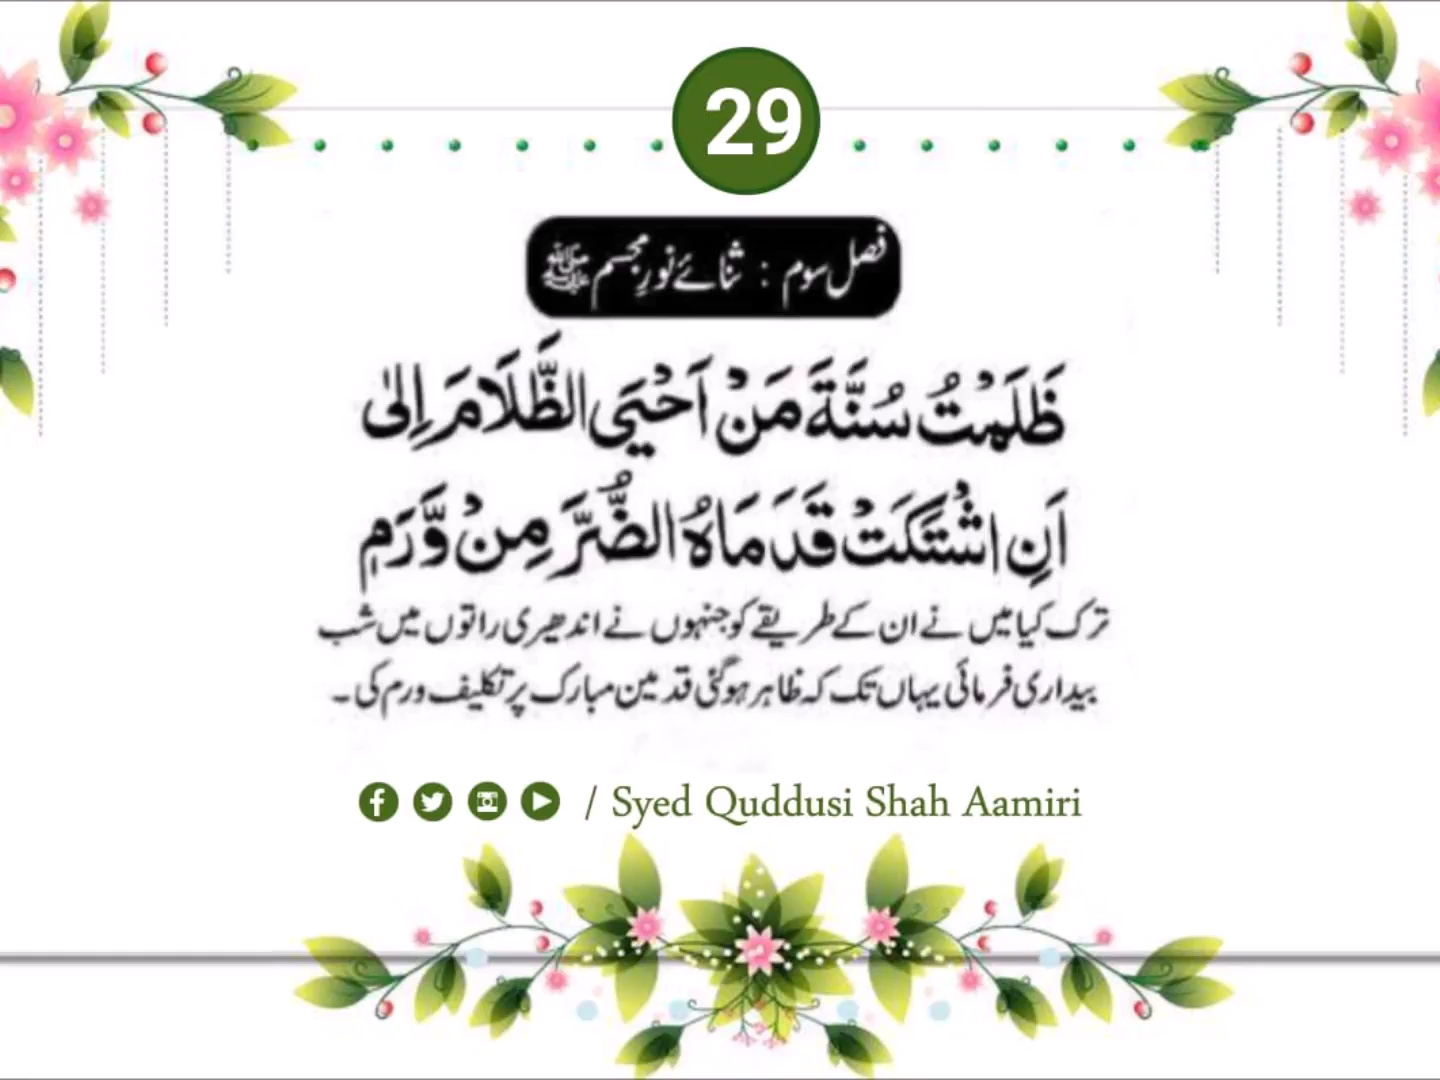 29
فصل سوم : ثنائے نورِ مجسم ﷺ
ظَلَمْتُ سُنَّةَ مَنْ اَحْيَى الظَّلَامَ اِلٰى
اَنِ اشْتَكَتْ قَدَمَاهُ الضُّرَّ مِنْ وَّرَمٖ
ترک کیا میں نے ان کے طریقے کو جنہوں نے اندھیری راتوں میں شب
بیداری فرمائی یہاں تک کہ ظاہر ہوگئی قدمین مبارک پر تکلیف ورم کی ۔
/ Syed Quddusi Shah Aamiri